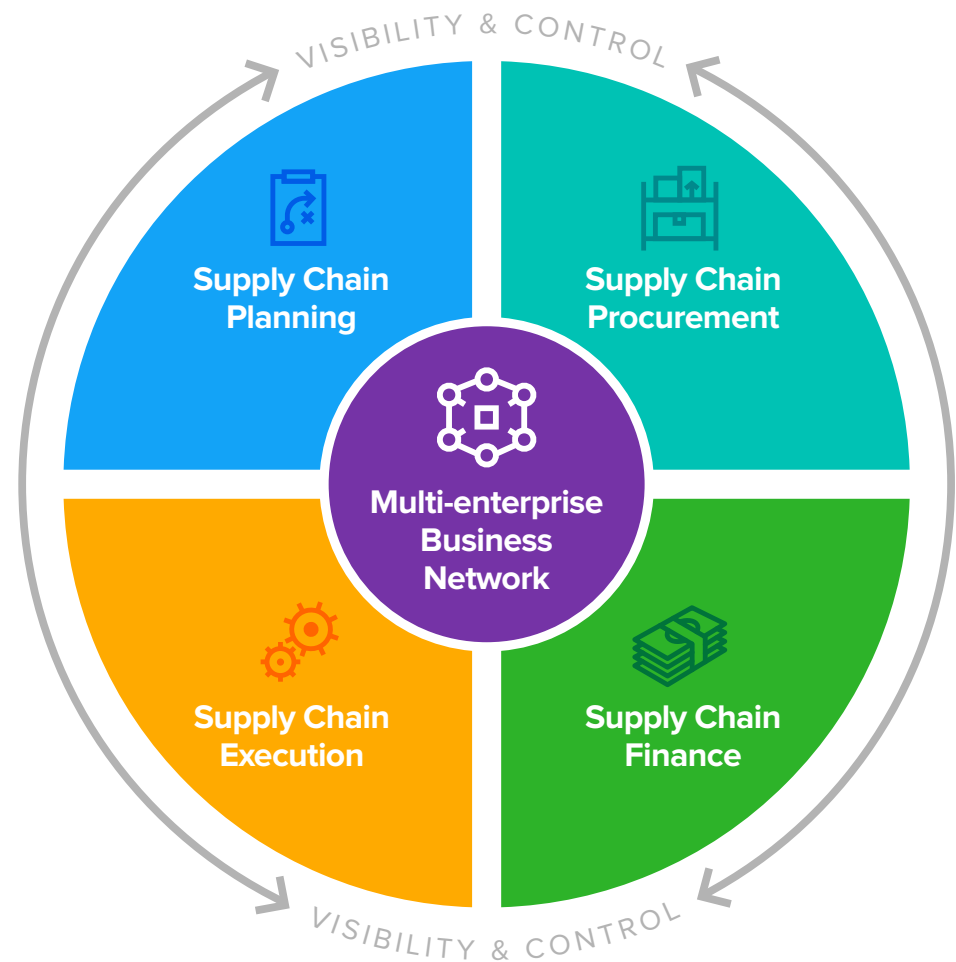 VISIBILITY & CONTROL
Supply Chain
Planning
Supply Chain
Procurement
Multi-enterprise
Business
Network
Supply Chain
Execution
Supply Chain
Finance
VISIBILITY & CONTROL